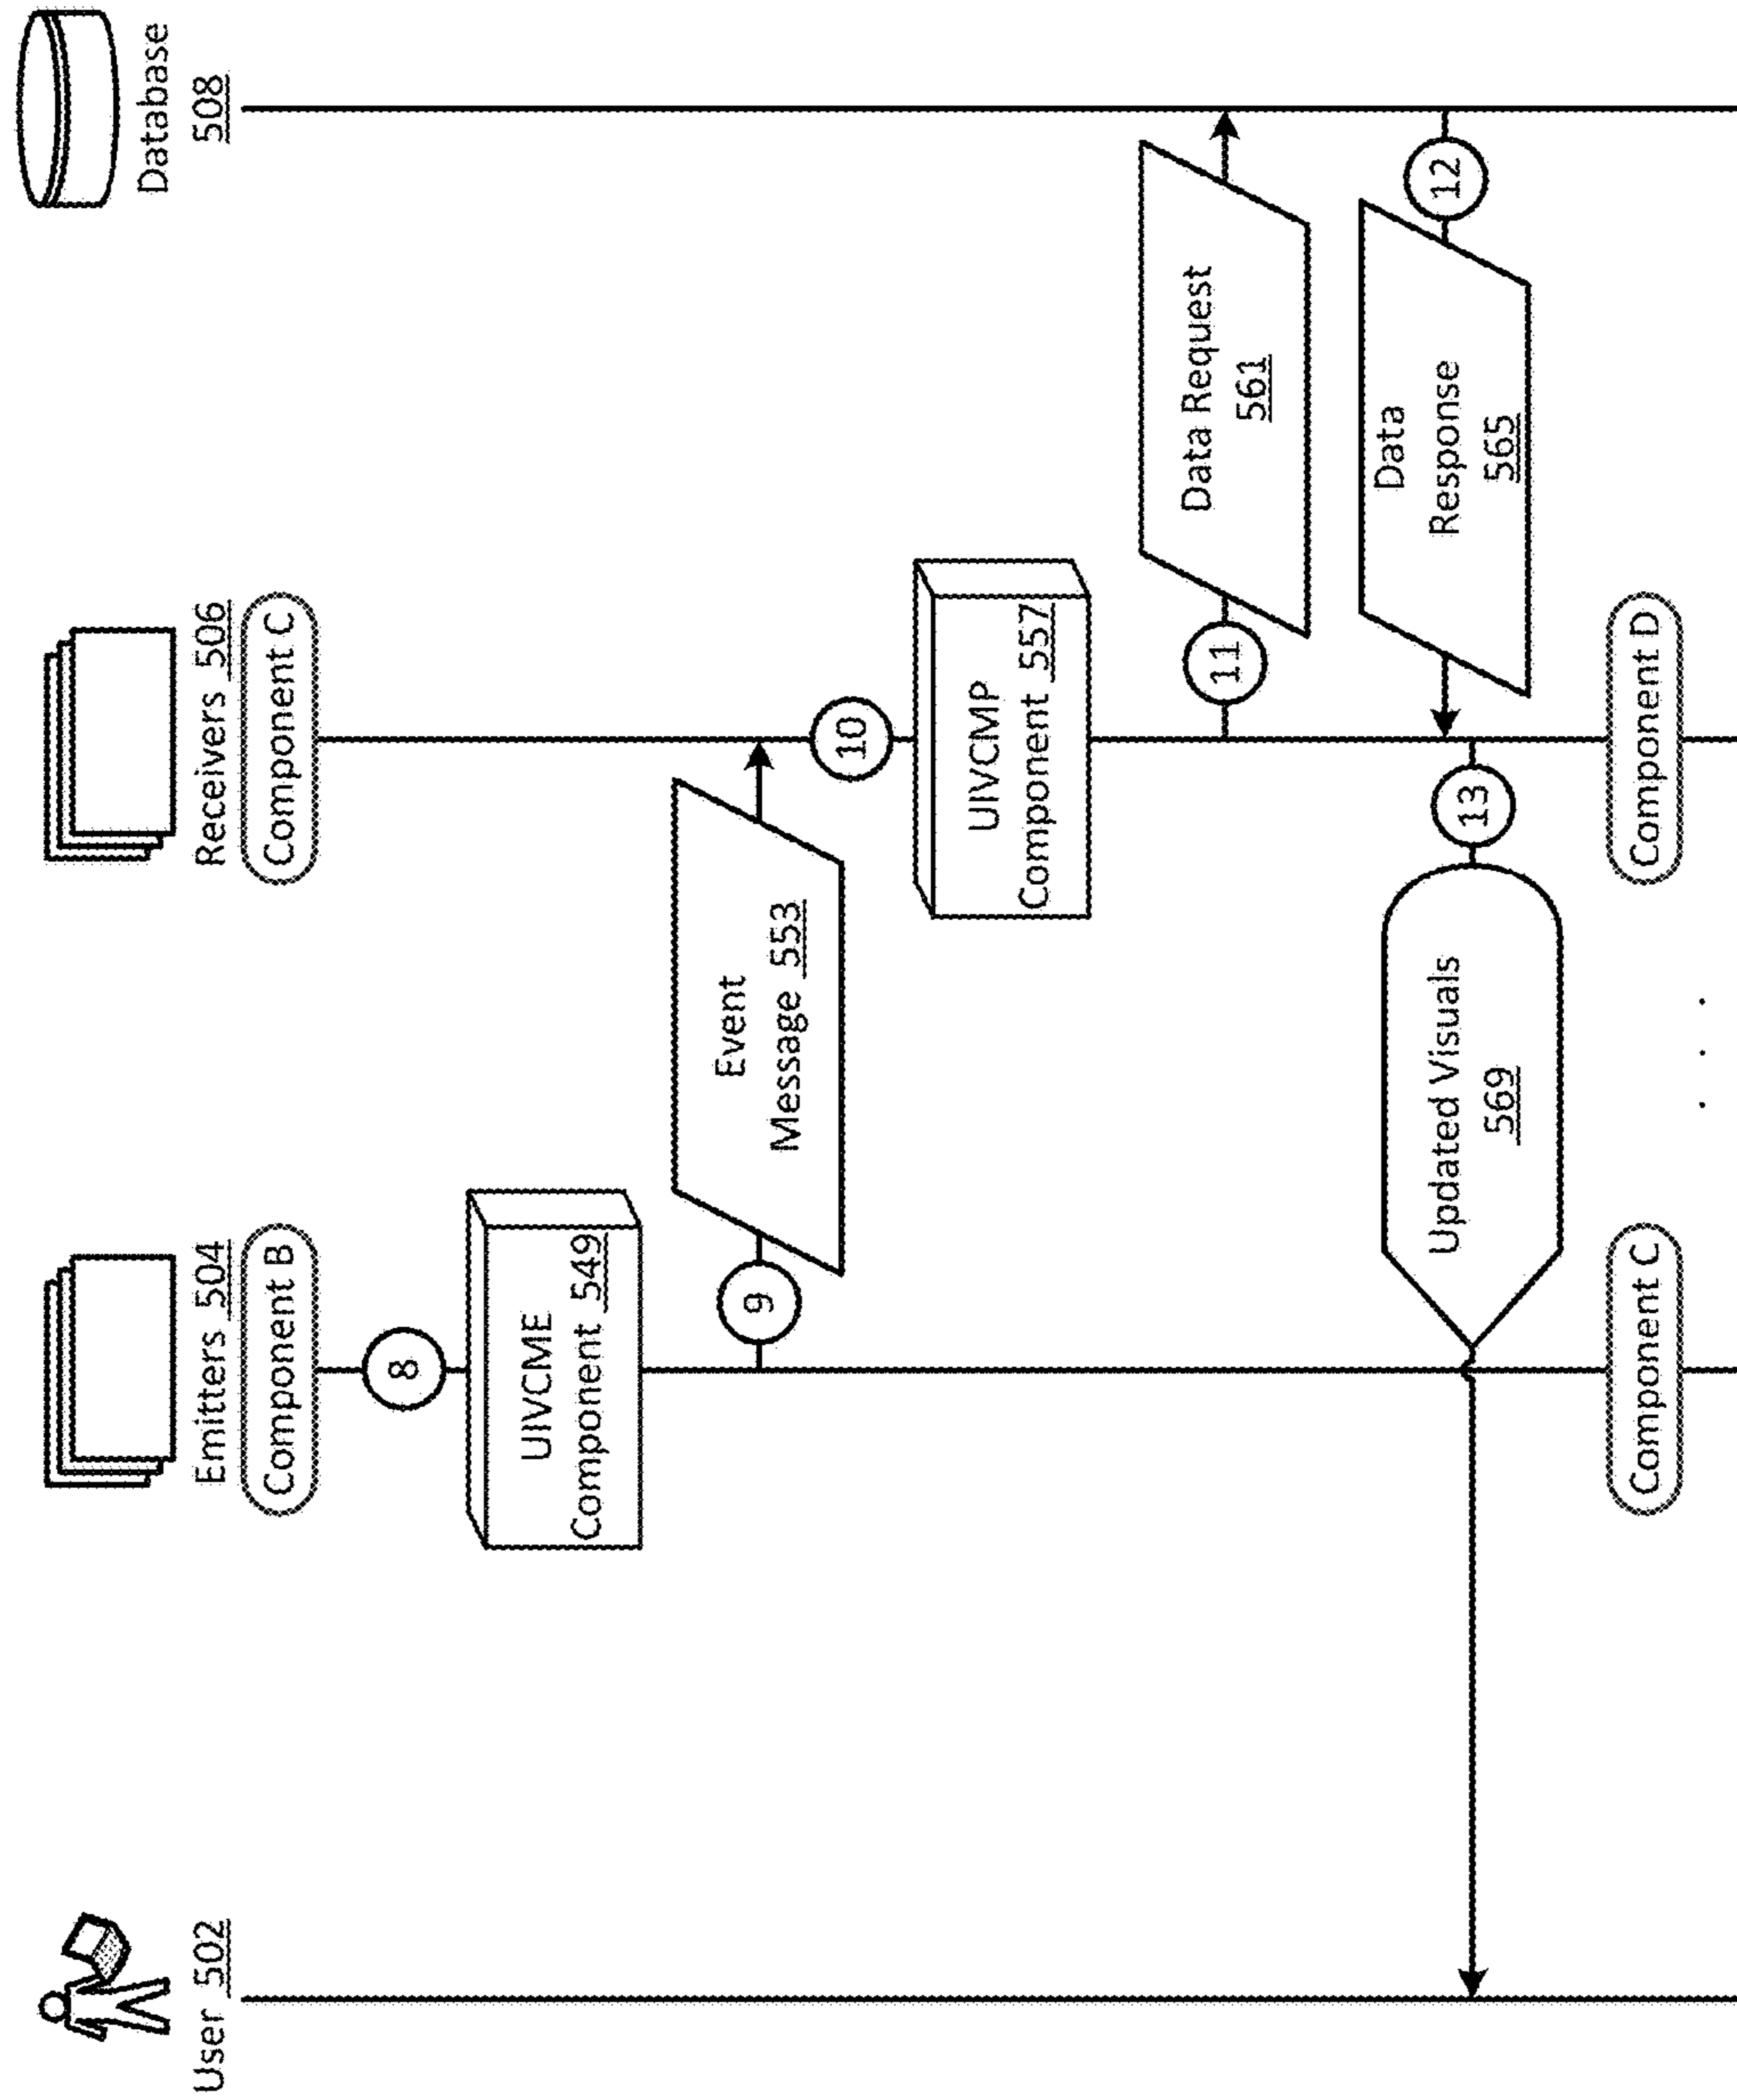 User 502
Emitters 504
Receivers 506
Database
508
Component B
Component C
8
UIVCME
Component 549
9
Event
Message 553
10
UIVCMP
Component 557
11
Data Request
561
12
Data
Response
565
13
Updated Visuals
569
Component C
Component D
. . .